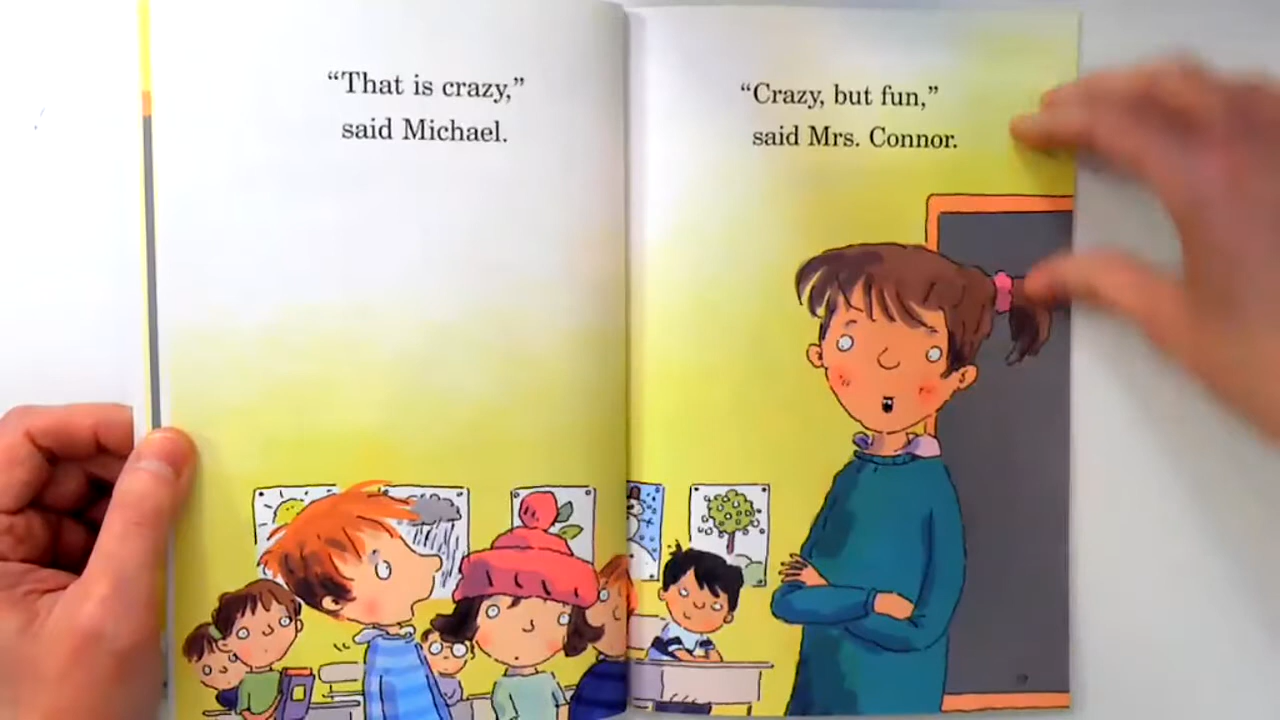 “That is crazy,”
said Michael.
“Crazy, but fun,”
said Mrs. Connor.